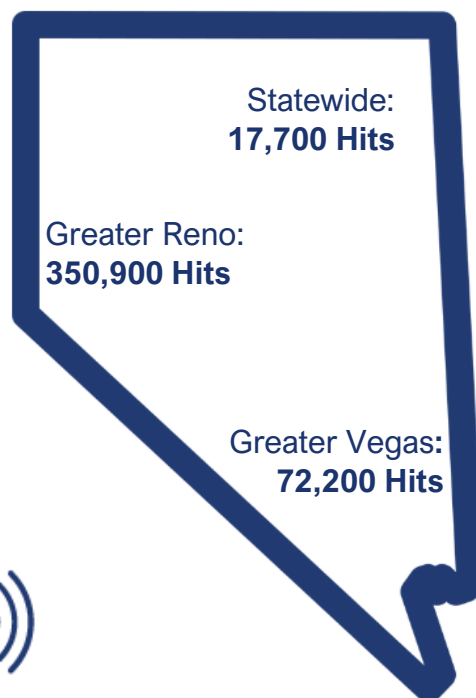 Statewide:
17,700 Hits
Greater Reno:
350,900 Hits
Greater Vegas:
72,200 Hits